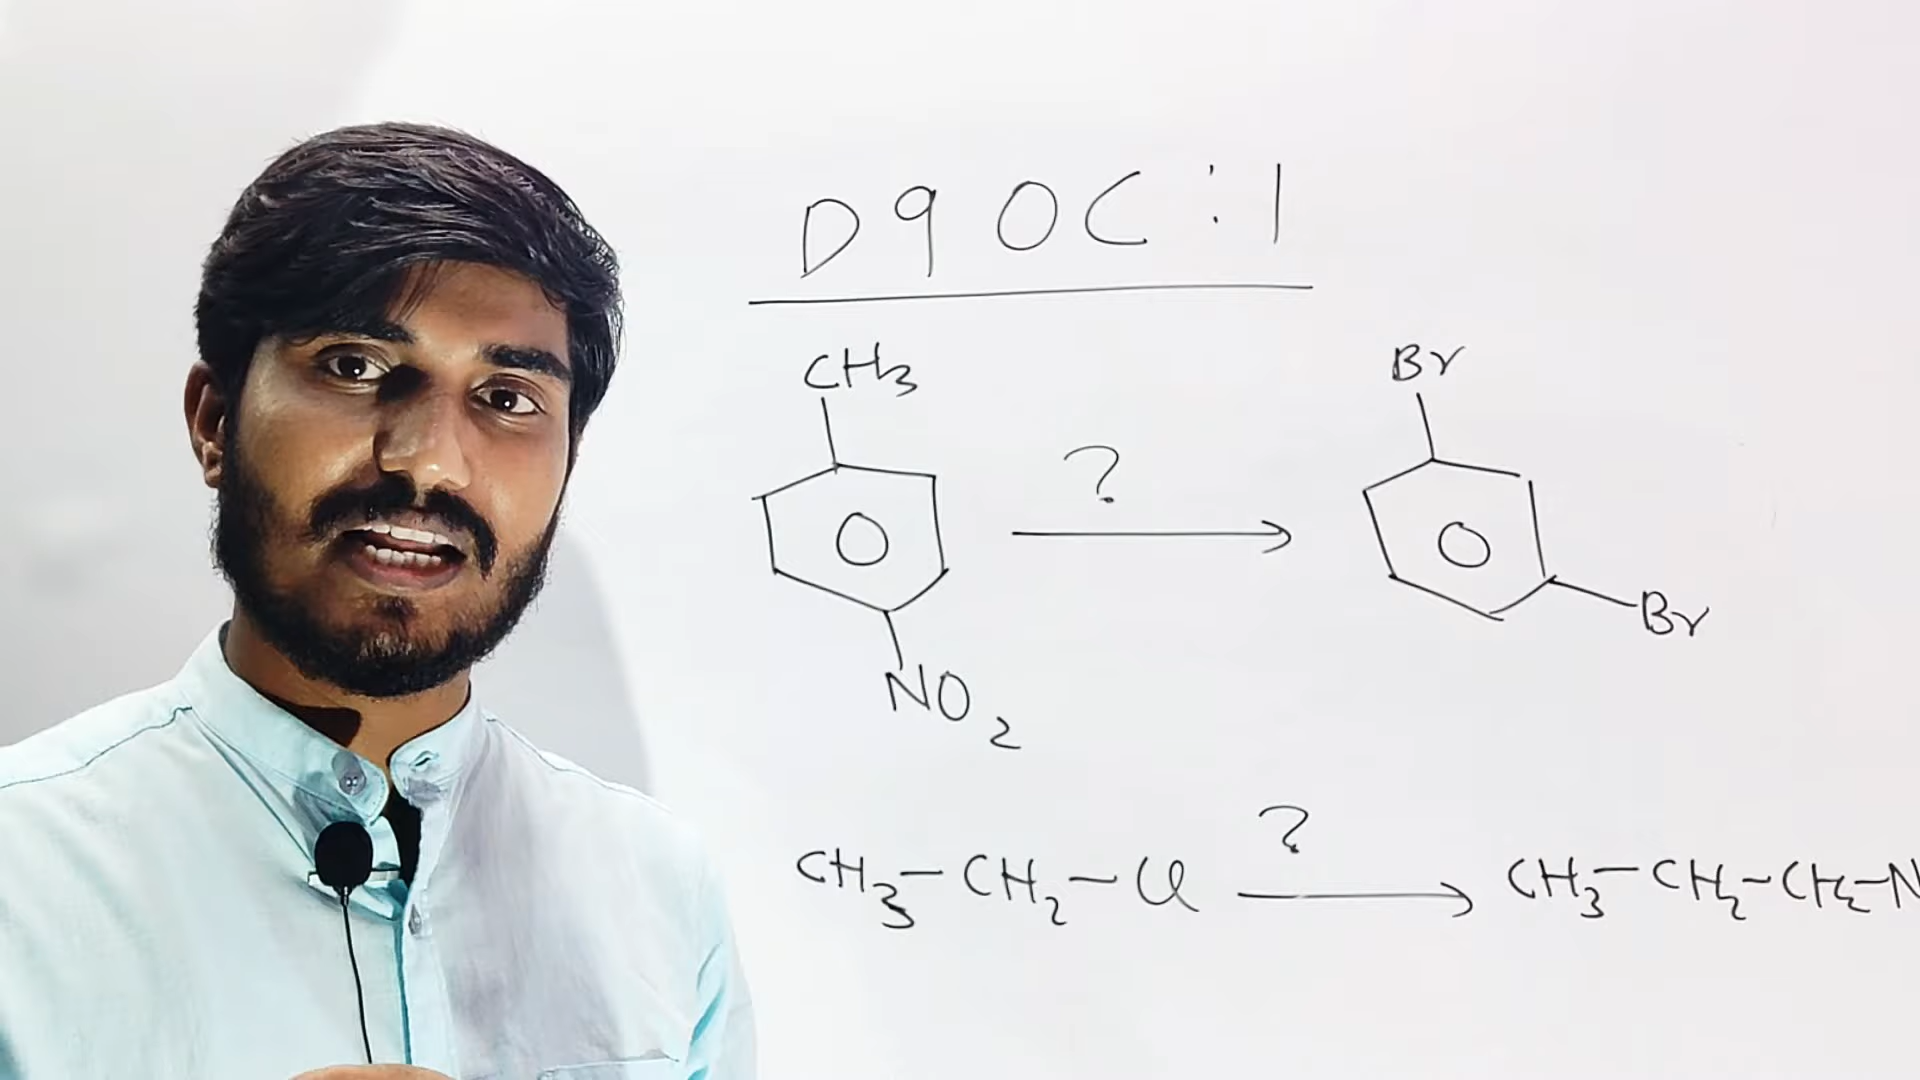 D9OC:1
CH3
Br
?
O
O
Br
NO2
?
CH3-CH2-Cl → CH3-CH2-CH2-N